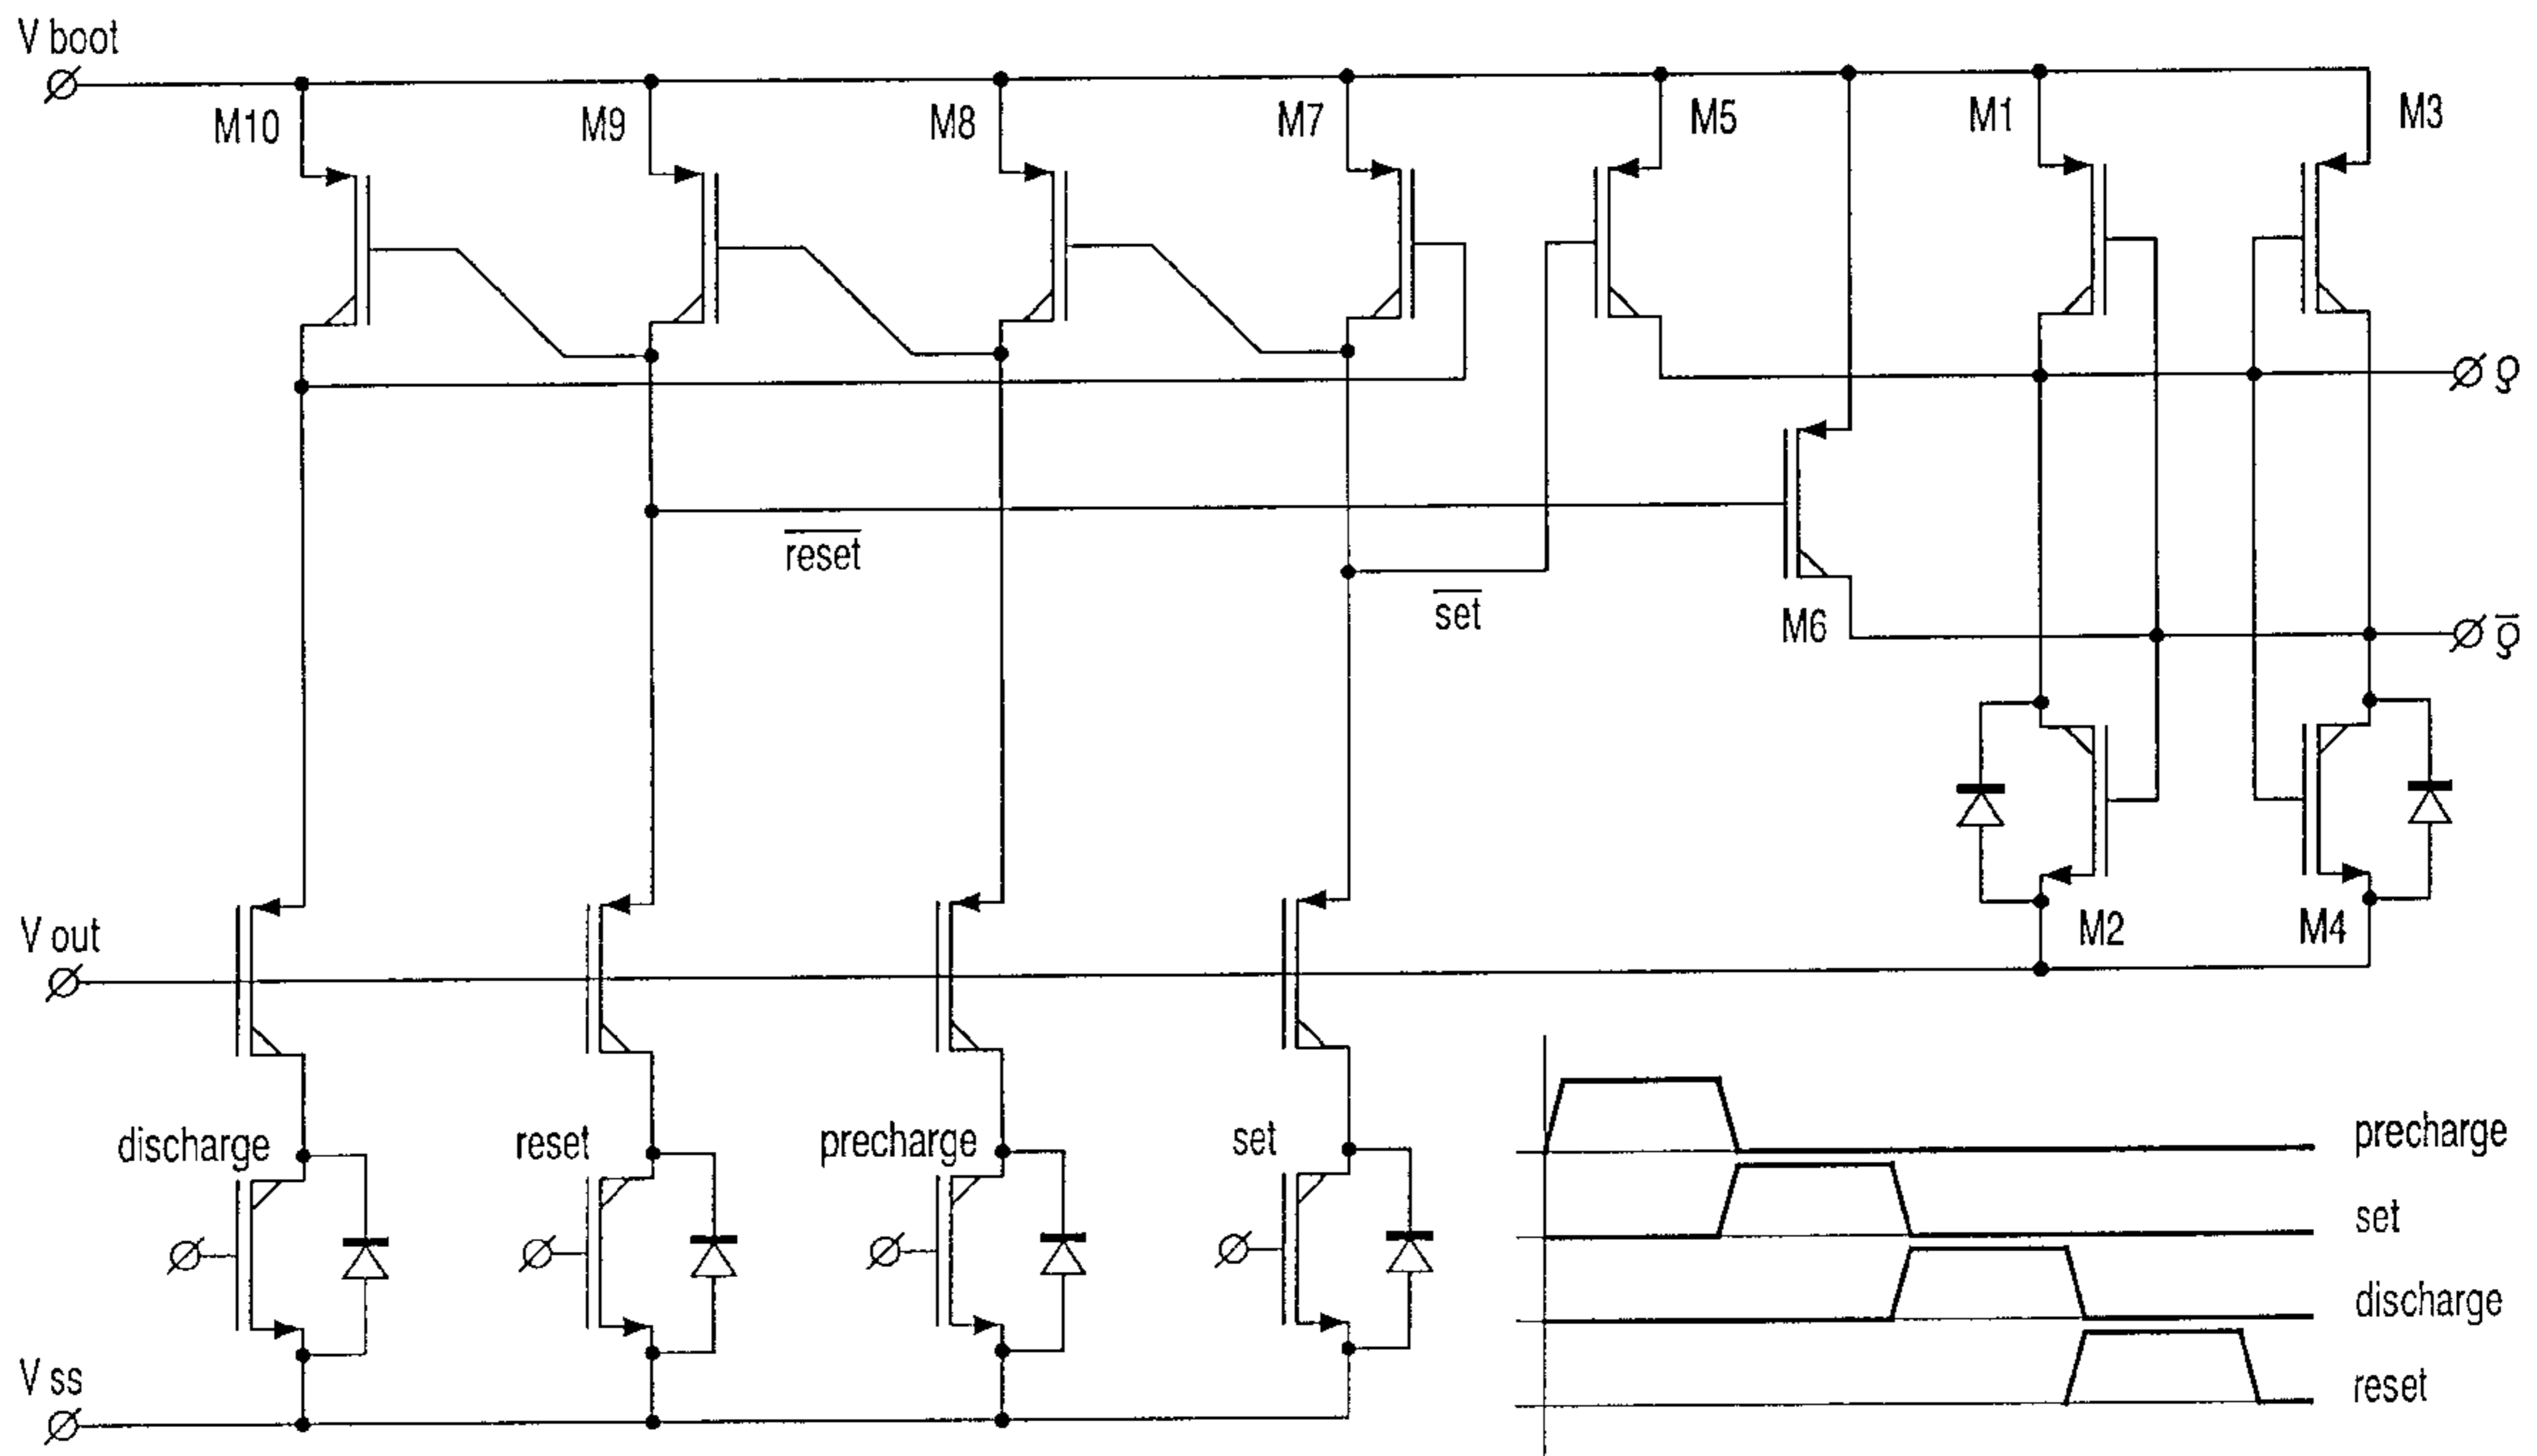 V boot
M10
M9
M8
M7
M5
M1
M3
Q
reset
set
M6
Q
V out
M2
M4
discharge
reset
precharge
set
precharge
set
discharge
V ss
reset